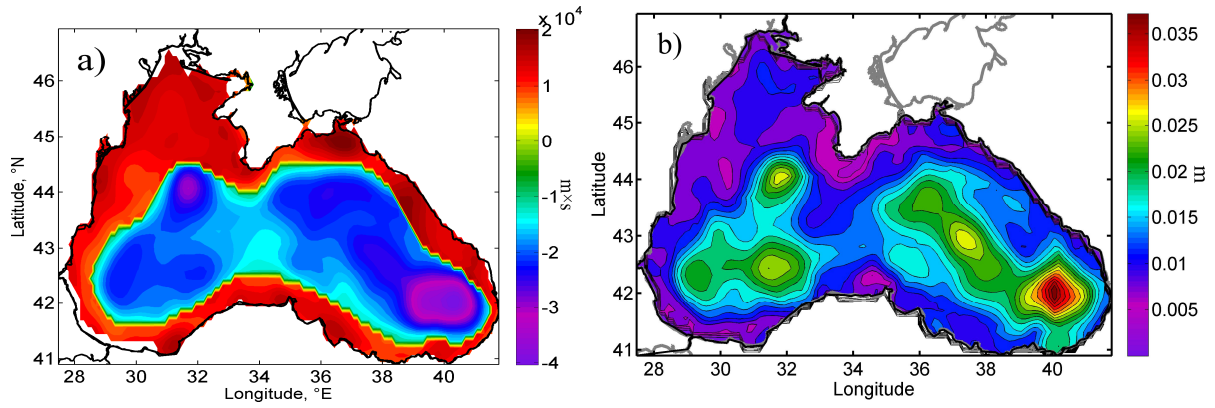 a)
× 10⁴
2
1
0
-1
-2
-3
-4
m×s
46
45
44
43
42
41
Latitude, °N
28 30 32 34 36 38 40
Longitude, °E
b)
0.035
0.03
0.025
0.02
0.015
0.01
0.005
m
46
45
44
43
42
41
Latitude
28 30 32 34 36 38 40
Longitude